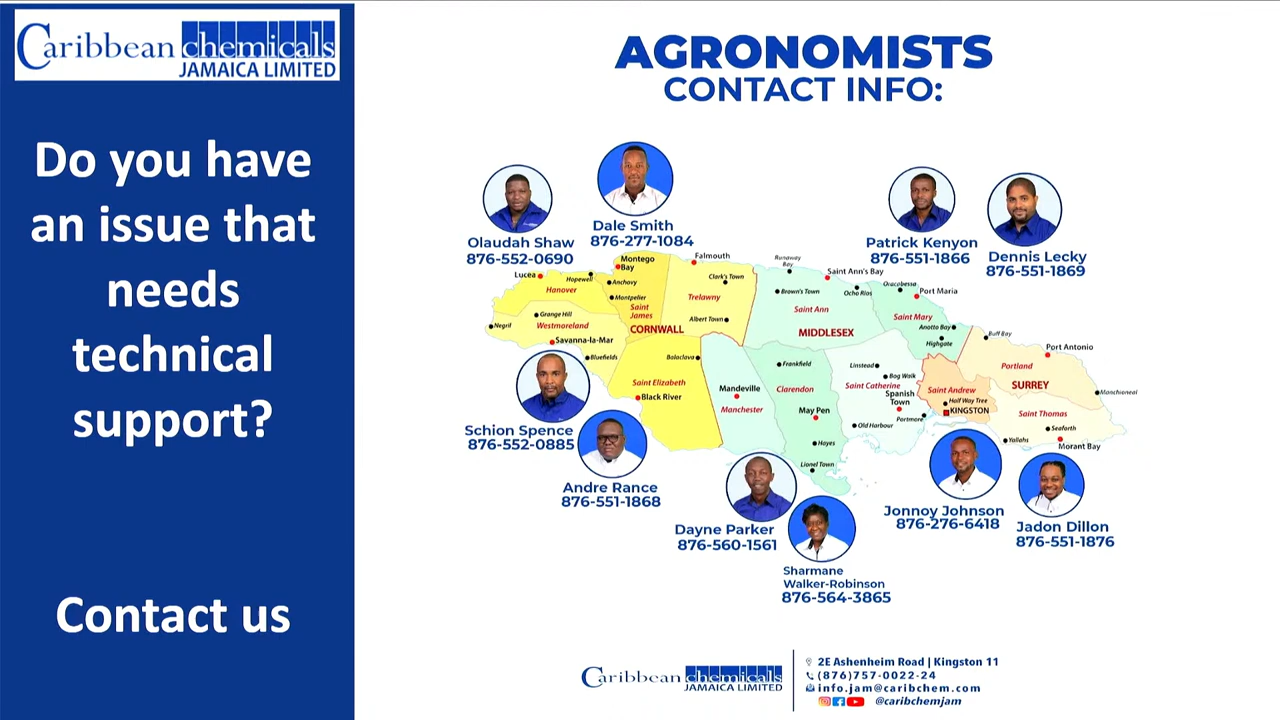 Caribbean chemicals
JAMAICA LIMITED
Do you have
an issue that
needs
technical
support?
Contact us
AGRONOMISTS
CONTACT INFO:
Olaudah Shaw
876-552-0690
Dale Smith
876-277-1084
Patrick Kenyon
876-551-1866
Dennis Lecky
876-551-1869
Lucea
Hopewell
Montego
Bay
Falmouth
Runaway
Bay
Saint Ann's Bay
Anchovy
Clark's Town
Hanover
Montpelier
Trelawny
Brown's Town
Ocho Rios
Oracabessa
Port Maria
Saint
James
Saint Ann
Grange Hill
Albert Town
Saint Mary
Negril
Westmoreland
CORNWALL
MIDDLESEX
Anotto Bay
Buff Bay
Savanna-la-Mar
Highgate
Port Antonio
Bluefields
Balaclava
Frankfield
Linstead
Portland
Bog Walk
Saint Elizabeth
Mandeville
Clarendon
Saint Catherine
Saint Andrew
SURREY
Manchioneal
Black River
Spanish
Town
Half Way Tree
Manchester
May Pen
KINGSTON
Saint Thomas
Portmore
Old Harbour
Seaforth
Hayes
Yallahs
Morant Bay
Lionel Town
Schion Spence
876-552-0885
Andre Rance
876-551-1868
Dayne Parker
876-560-1561
Sharmane
Walker-Robinson
876-564-3865
Jonnoy Johnson
876-276-6418
Jadon Dillon
876-551-1876
Caribbean chemicals
JAMAICA LIMITED
2E Ashenheim Road | Kingston 11
(876)757-0022-24
info.jam@caribchem.com
@caribchemjam